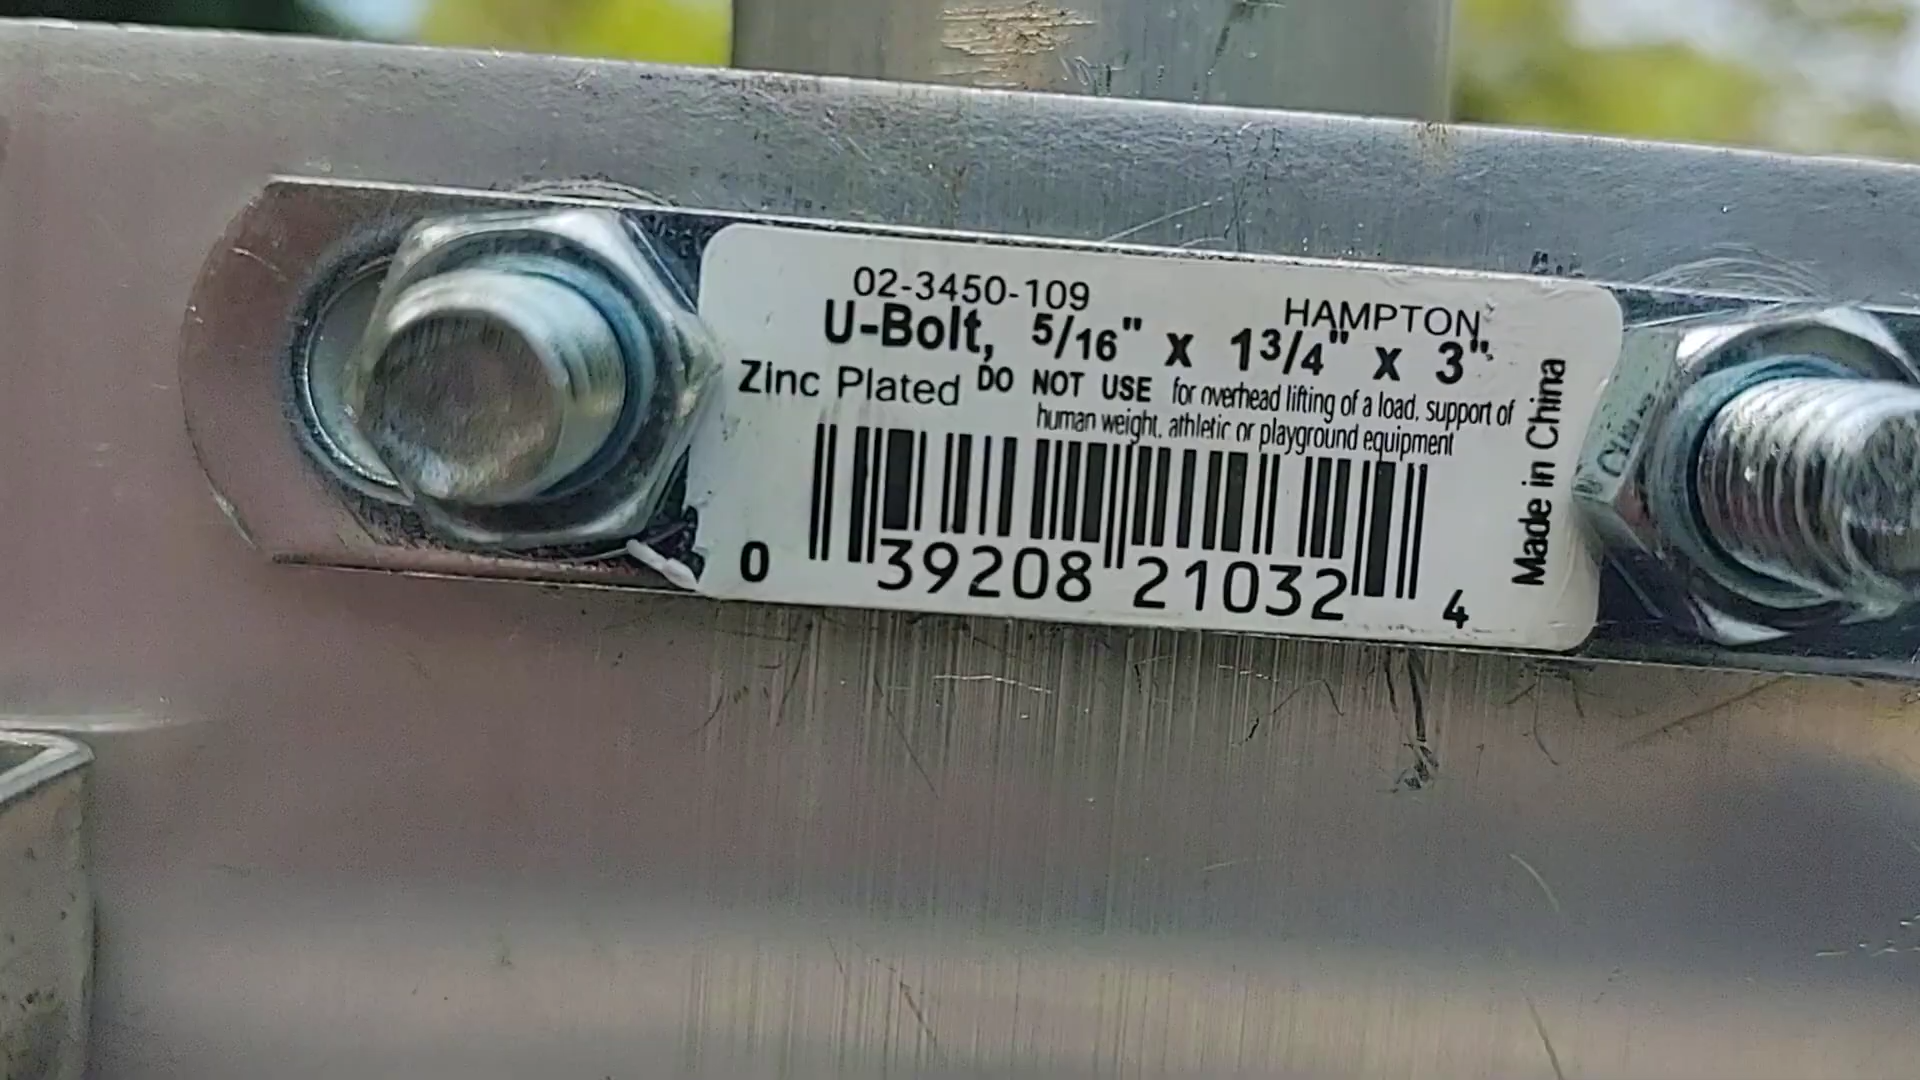 02-3450-109 HAMPTON
U-Bolt, 5/16" x 1 3/4" x 3"
Zinc Plated DO NOT USE for overhead lifting of a load, support of
human weight, athletic or playground equipment
Made in China
0 39208 21032 4